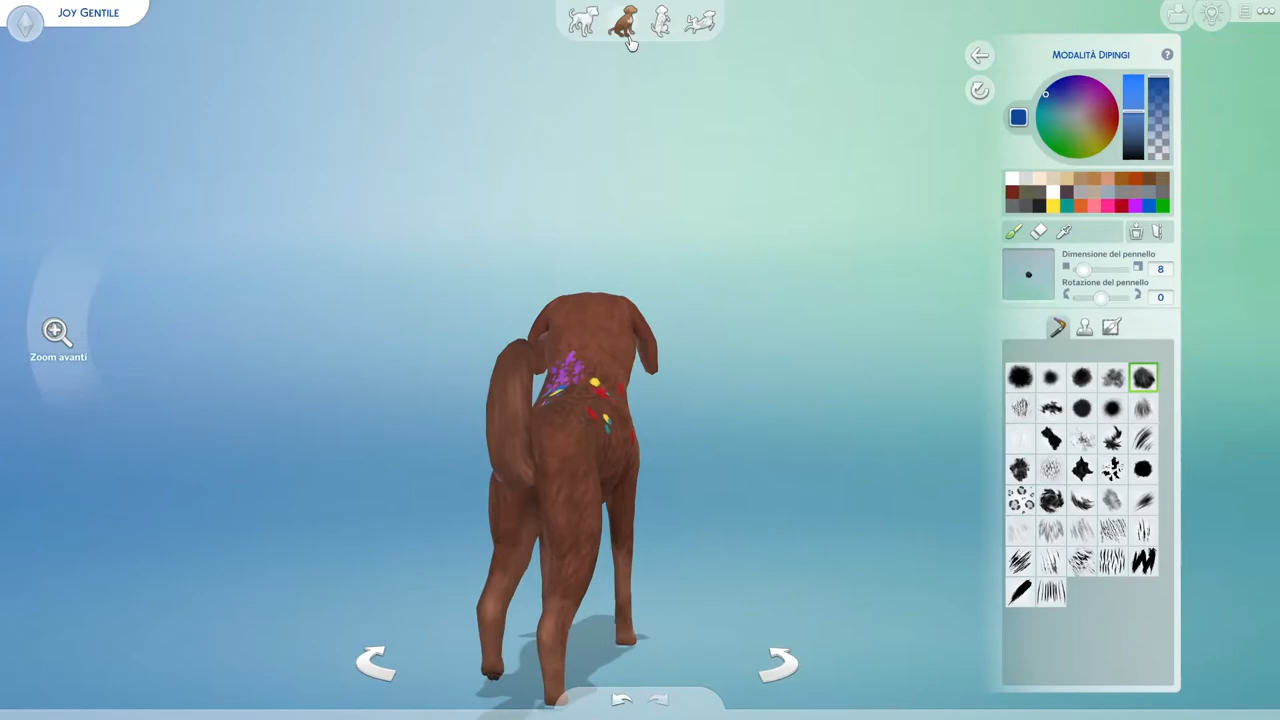 Joy Gentile
Modalità Dipingi
?
Dimensione del pennello
8
Rotazione del pennello
0
Zoom avanti